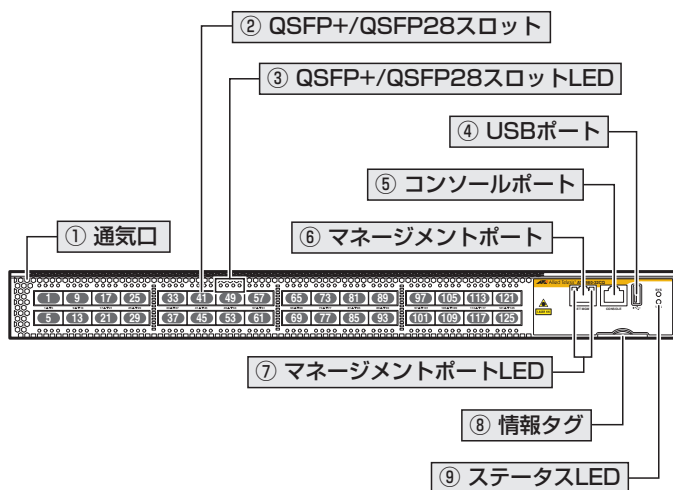 ② QSFP+/QSFP28スロット
③ QSFP+/QSFP28スロットLED
④ USBポート
⑤ コンソールポート
① 通気口
⑥ マネージメントポート
1 9 17 25 33 41 49 57 65 73 81 89 97 105 113 121
5 13 21 29 37 45 53 61 69 77 85 93 101 109 117 125
Allied Telesis
⑦ マネージメントポートLED
⑧ 情報タグ
⑨ ステータスLED